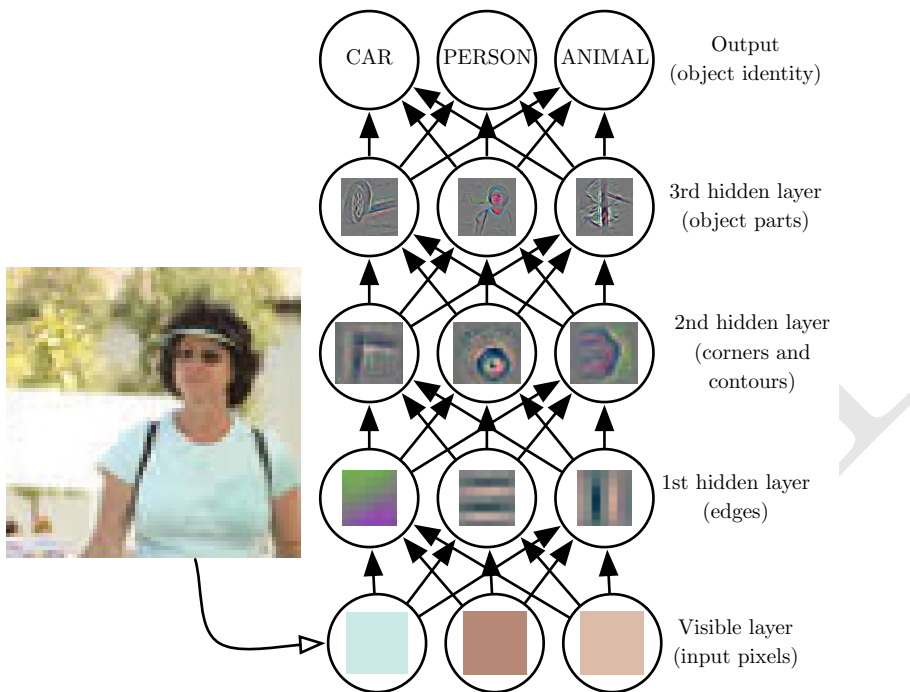 CAR PERSON ANIMAL
Output
(object identity)
3rd hidden layer
(object parts)
2nd hidden layer
(corners and
contours)
1st hidden layer
(edges)
Visible layer
(input pixels)